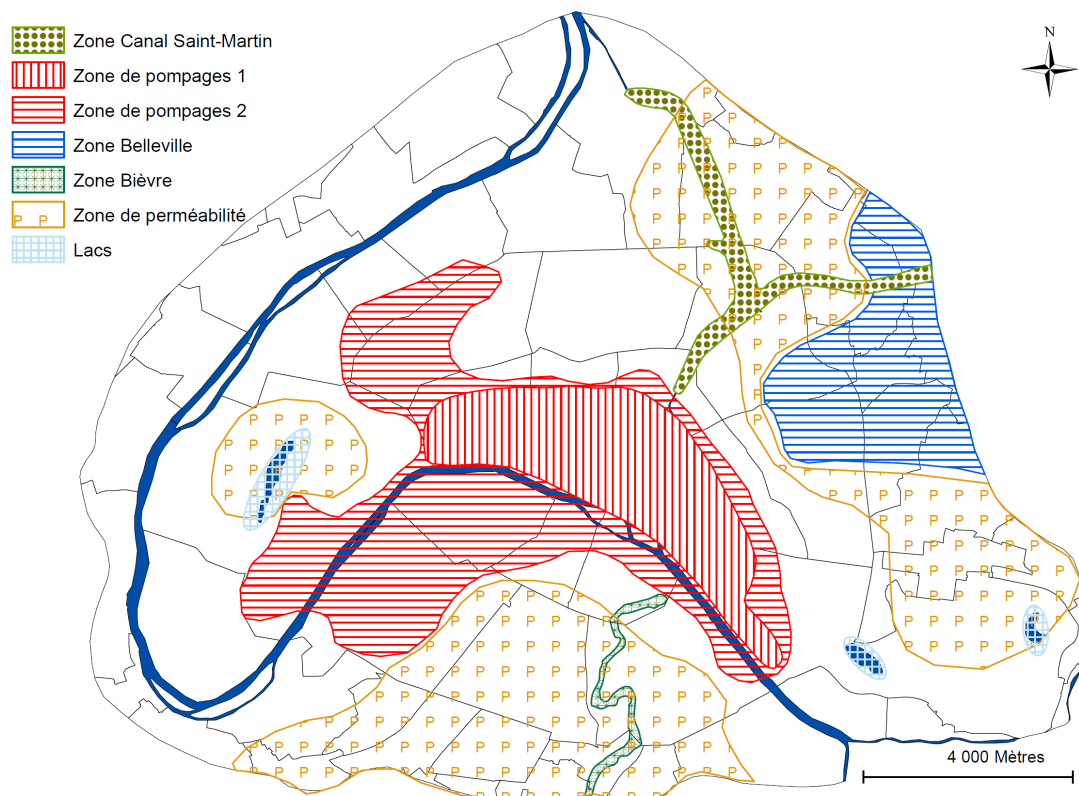 N
Zone Canal Saint-Martin
Zone de pompages 1
Zone de pompages 2
Zone Belleville
Zone Bièvre
P P
Zone de perméabilité
Lacs
4 000 Mètres